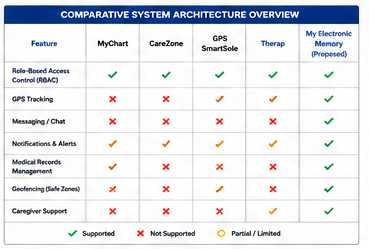 COMPARATIVE SYSTEM ARCHITECTURE OVERVIEW
Feature MyChart CareZone GPS SmartSole Therap My Electronic Memory (Proposed)
Role-Based Access Control (RBAC)
GPS Tracking
Messaging / Chat
Notifications & Alerts
Medical Records Management
Geofencing (Safe Zones)
Caregiver Support
Supported Not Supported Partial / Limited